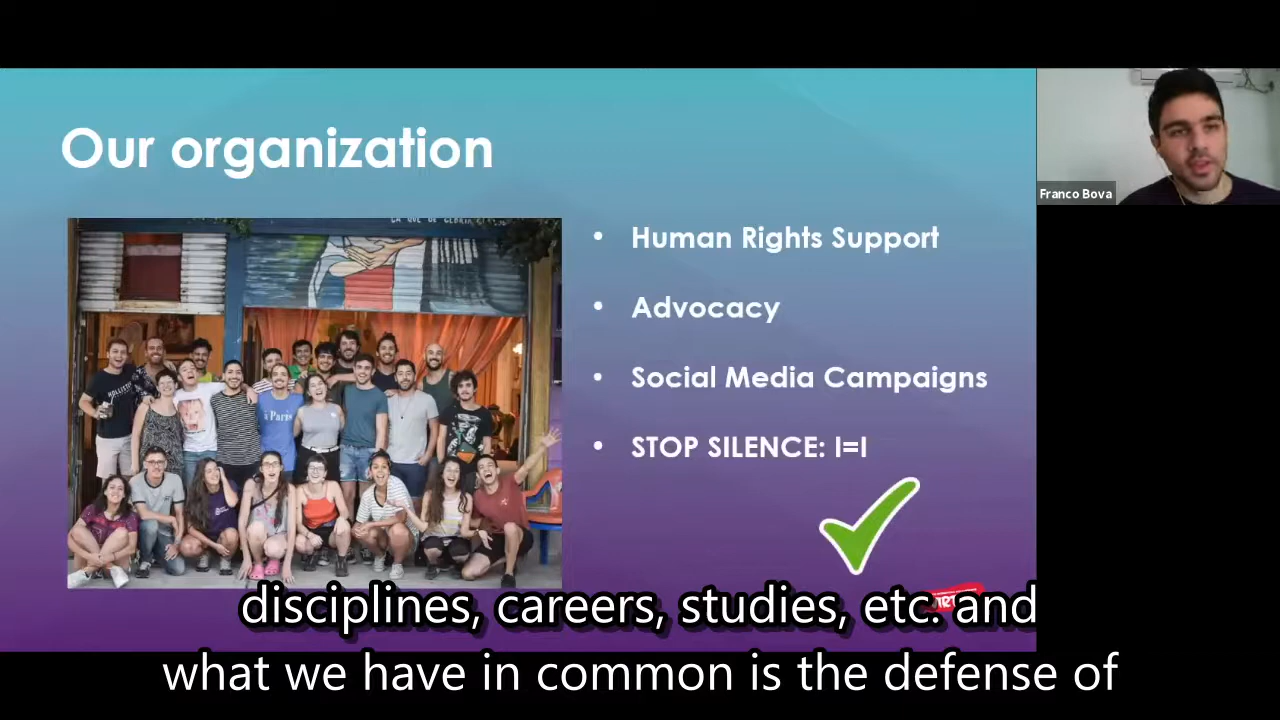 Our organization
Franco Bova
• Human Rights Support
• Advocacy
• Social Media Campaigns
• STOP SILENCE: I=I
à Paris
disciplines, careers, studies, etc. and
what we have in common is the defense of